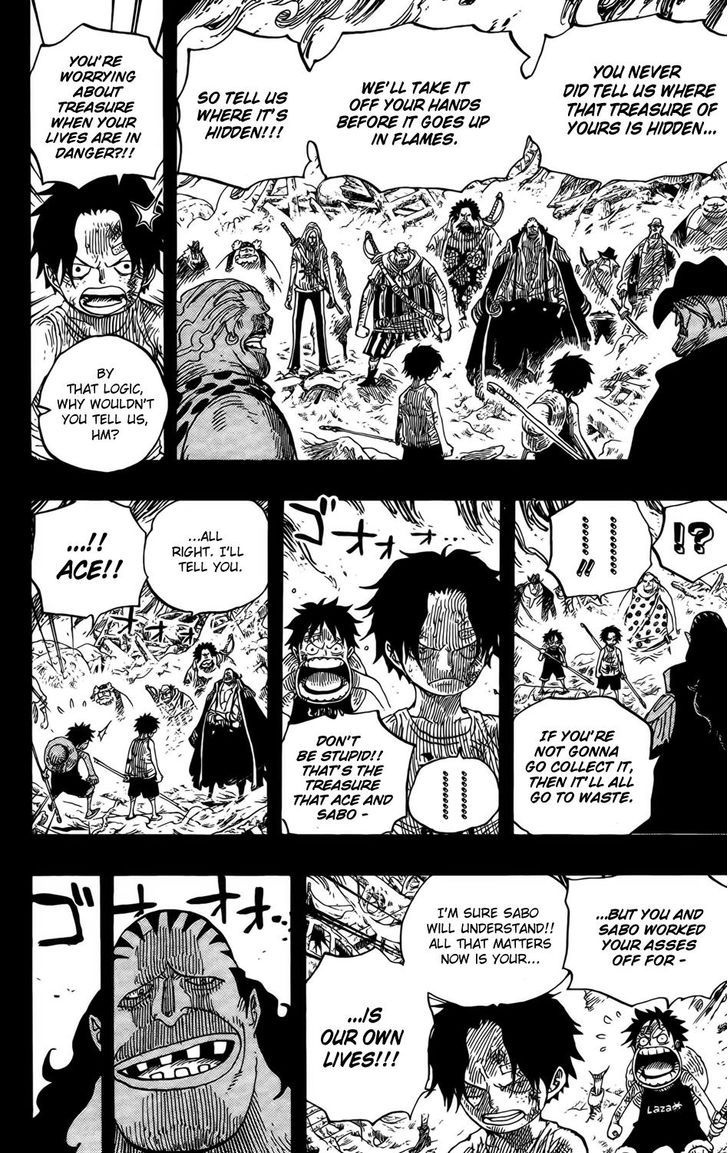 YOU NEVER
DID TELL US WHERE
THAT TREASURE OF
YOURS IS HIDDEN...
WE'LL TAKE IT
OFF YOUR HANDS
BEFORE IT GOES UP
IN FLAMES.
SO TELL US
WHERE IT'S
HIDDEN!!!
YOU'RE
WORRYING
ABOUT
TREASURE
WHEN YOUR
LIVES ARE IN
DANGER?!!
BY
THAT LOGIC,
WHY WOULDN'T
YOU TELL US,
HM?
!?
!!
IF YOU'RE
NOT GONNA
GO COLLECT IT,
THEN IT'LL ALL
GO TO WASTE.
ゴオオオ
DON'T
BE STUPID!!
THAT'S THE
TREASURE
THAT ACE AND
SABO -
...ALL
RIGHT. I'LL
TELL YOU.
...!!
ACE!!
...BUT YOU AND
SABO WORKED
YOUR ASSES
OFF FOR -
I'M SURE SABO
WILL UNDERSTAND!!
ALL THAT MATTERS
NOW IS YOUR...
...IS
OUR OWN
LIVES!!!
Laza*
ゴオオオ